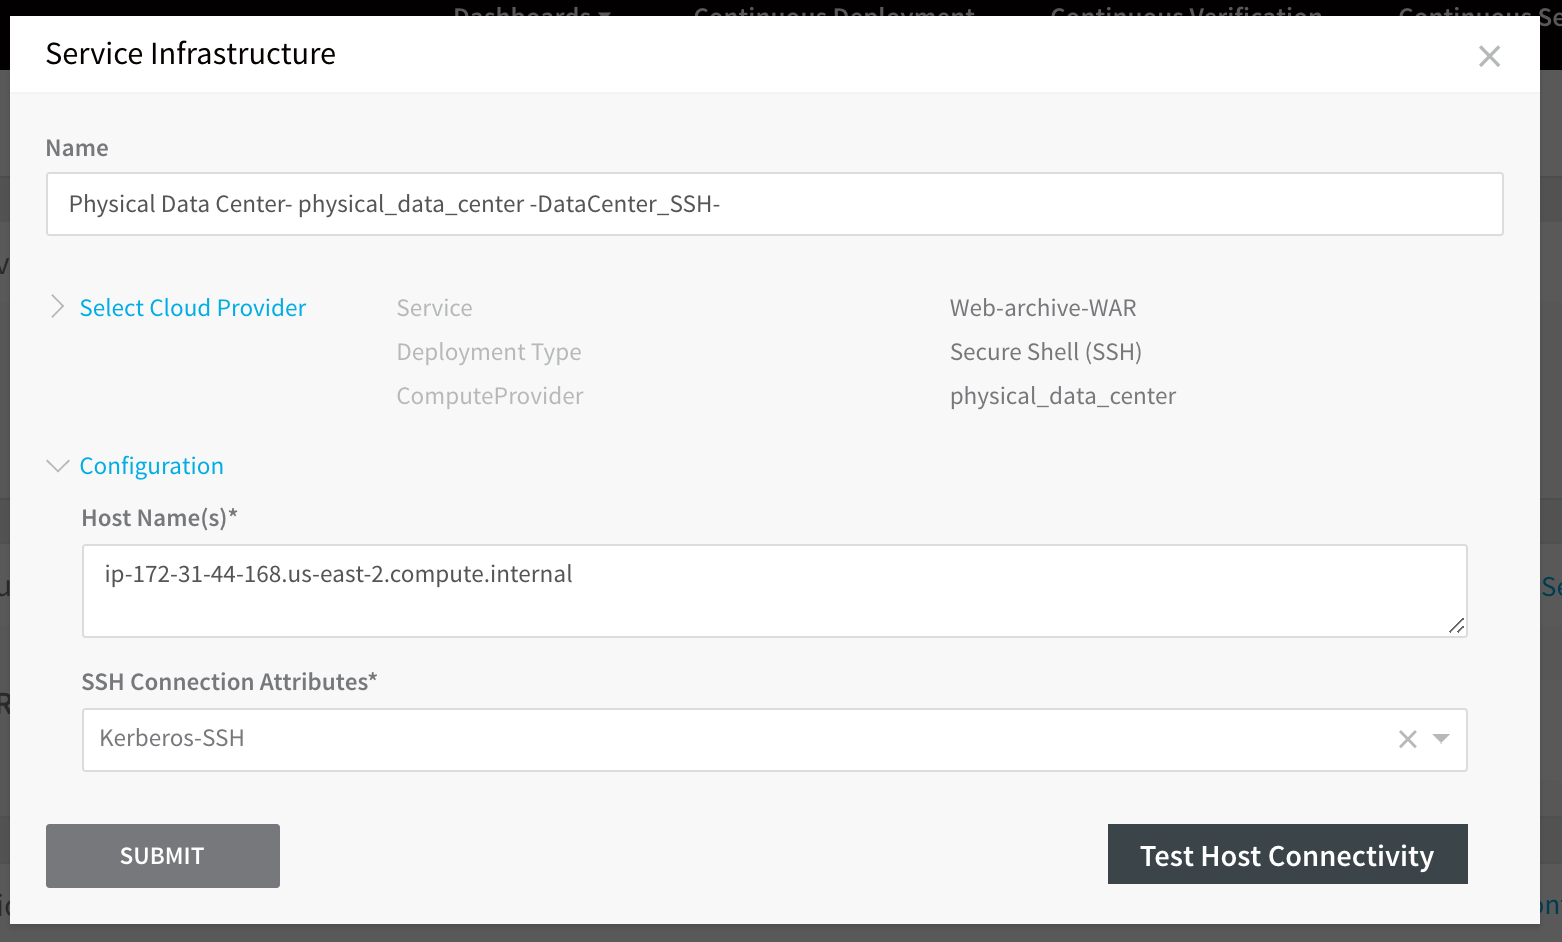 Dashboards Continuous Deployment Continuous Verification Continuous Se
Service Infrastructure
Name
Physical Data Center- physical_data_center -DataCenter_SSH-
Select Cloud Provider Service Web-archive-WAR
Deployment Type Secure Shell (SSH)
ComputeProvider physical_data_center
Configuration
Host Name(s)*
ip-172-31-44-168.us-east-2.compute.internal
SSH Connection Attributes*
Kerberos-SSH
SUBMIT Test Host Connectivity